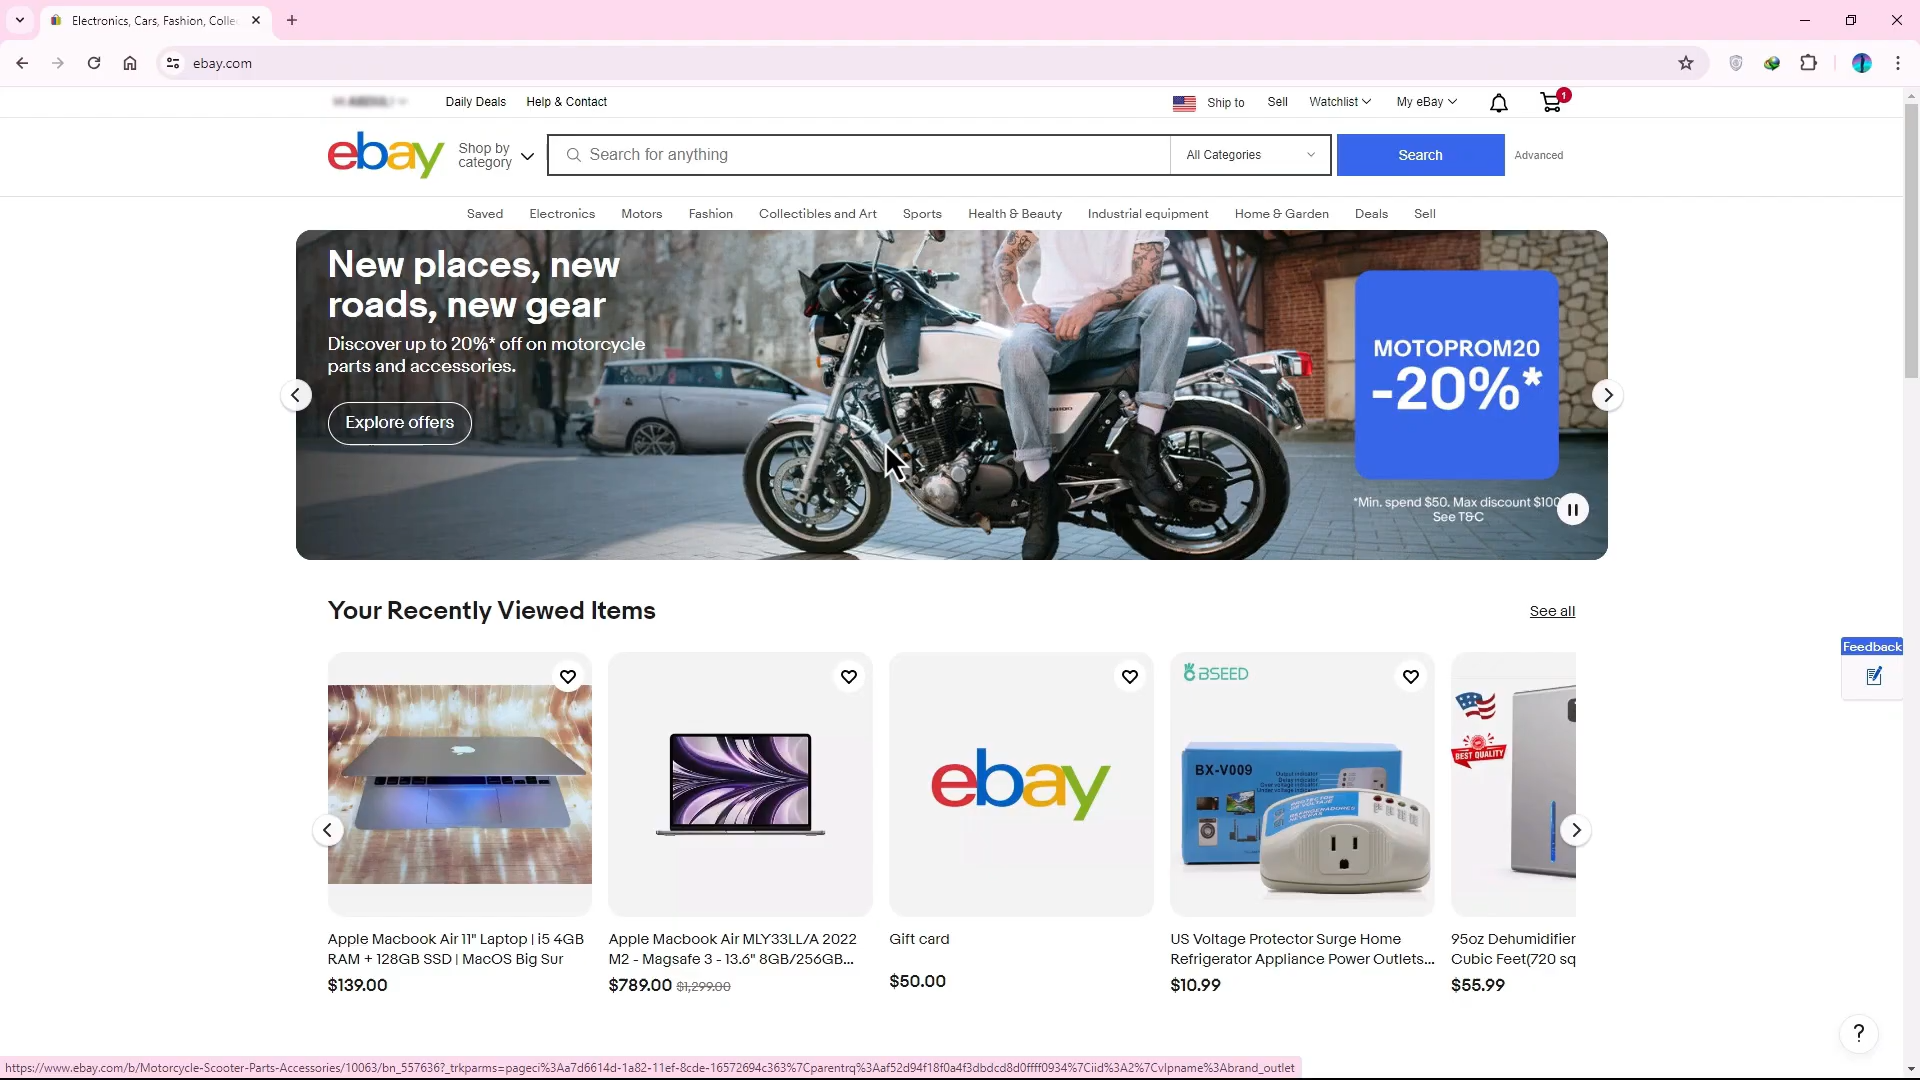 Electronics, Cars, Fashion, Colle
ebay.com
Daily Deals
Help & Contact
Ship to
Sell
Watchlist
My eBay
1
ebay
Shop by
category
Search for anything
All Categories
Search
Advanced
Saved
Electronics
Motors
Fashion
Collectibles and Art
Sports
Health & Beauty
Industrial equipment
Home & Garden
Deals
Sell
New places, new
roads, new gear
Discover up to 20%* off on motorcycle
parts and accessories.
Explore offers
MOTOPROM20
-20%*
*Min. spend $50. Max discount $100
See T&C
Your Recently Viewed Items
See all
Feedback
BSEED
BX-V009
BEST QUALITY
ebay
Apple Macbook Air 11" Laptop | i5 4GB
RAM + 128GB SSD | MacOS Big Sur
$139.00
Apple Macbook Air MLY33LL/A 2022
M2 - Magsafe 3 - 13.6" 8GB/256GB...
$789.00 $1,299.00
Gift card
$50.00
US Voltage Protector Surge Home
Refrigerator Appliance Power Outlets...
$10.99
95oz Dehumidifier
Cubic Feet(720 sq
$55.99
?
https://www.ebay.com/b/Motorcycle-Scooter-Parts-Accessories/10063/bn_557636?_trkparms=pageci%3Aa7d6614d-1a82-11ef-8cde-16572694c363%7Cparentrq%3Aaf52d94f18f0a4f3dbdcd8d0ffff0934%7Ciid%3A2%7Cvlpname%3Abrand_outlet